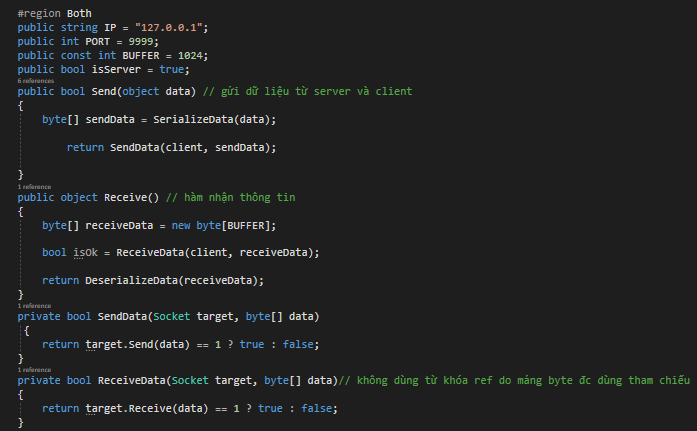 #region Both
public string IP = "127.0.0.1";
public int PORT = 9999;
public const int BUFFER = 1024;
public bool isServer = true;
6 references
public bool Send(object data) // gửi dữ liệu từ server và client
{
byte[] sendData = SerializeData(data);
return SendData(client, sendData);
}
1 reference
public object Receive() // hàm nhận thông tin
{
byte[] receiveData = new byte[BUFFER];
bool isOk = ReceiveData(client, receiveData);
return DeserializeData(receiveData);
}
1 reference
private bool SendData(Socket target, byte[] data)
{
return target.Send(data) == 1 ? true : false;
}
1 reference
private bool ReceiveData(Socket target, byte[] data)// không dùng từ khóa ref do mảng byte đc dùng tham chiếu
{
return target.Receive(data) == 1 ? true : false;
}